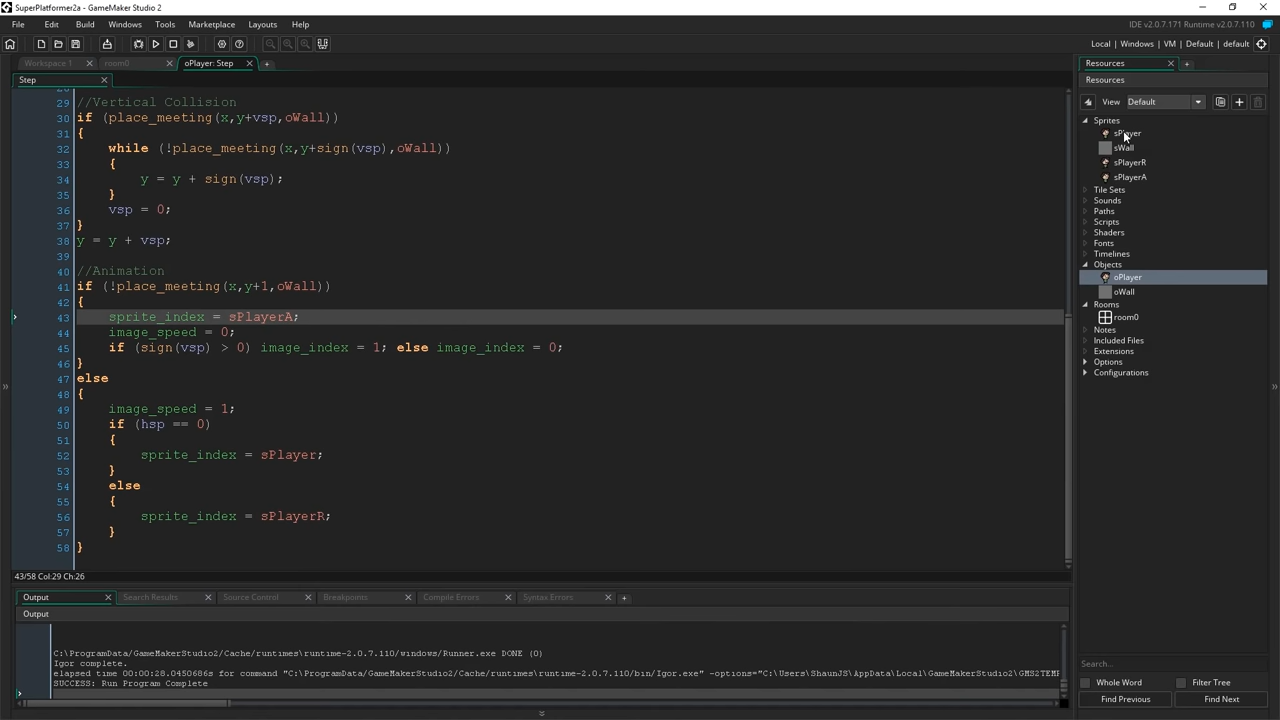 SuperPlatformer2a - GameMaker Studio 2
File Edit Build Windows Tools Marketplace Layouts Help
IDE v2.0.7.171 Runtime v2.0.7.110
Local | Windows | VM | Default | default
Workspace 1
room0
oPlayer: Step
Step
29 //Vertical Collision
30 if (place_meeting(x,y+vsp,oWall))
31 {
32 while (!place_meeting(x,y+sign(vsp),oWall))
33 {
34 y = y + sign(vsp);
35 }
36 vsp = 0;
37 }
38 y = y + vsp;
39
40 //Animation
41 if (!place_meeting(x,y+1,oWall))
42 {
43 sprite_index = sPlayerA;
44 image_speed = 0;
45 if (sign(vsp) > 0) image_index = 1; else image_index = 0;
46 }
47 else
48 {
49 image_speed = 1;
50 if (hsp == 0)
51 {
52 sprite_index = sPlayer;
53 }
54 else
55 {
56 sprite_index = sPlayerR;
57 }
58 }
43/58 Col:29 Ch:26
Output Search Results Source Control Breakpoints Compile Errors Syntax Errors
Output
C:\ProgramData/GameMakerStudio2/Cache/runtimes\runtime-2.0.7.110/windows/Runner.exe DONE (0)
Igor complete.
elapsed time 00:00:28.0450686s for command "C:\ProgramData/GameMakerStudio2/Cache/runtimes\runtime-2.0.7.110/bin/Igor.exe" -options="C:\Users\ShaunJS\AppData\Local\GameMakerStudio2\GMS2TEMP
SUCCESS: Run Program Complete
Resources
Resources
View Default
Sprites
sPlayer
sWall
sPlayerR
sPlayerA
Tile Sets
Sounds
Paths
Scripts
Shaders
Fonts
Timelines
Objects
oPlayer
oWall
Rooms
room0
Notes
Included Files
Extensions
Options
Configurations
Search...
Whole Word
Filter Tree
Find Previous
Find Next